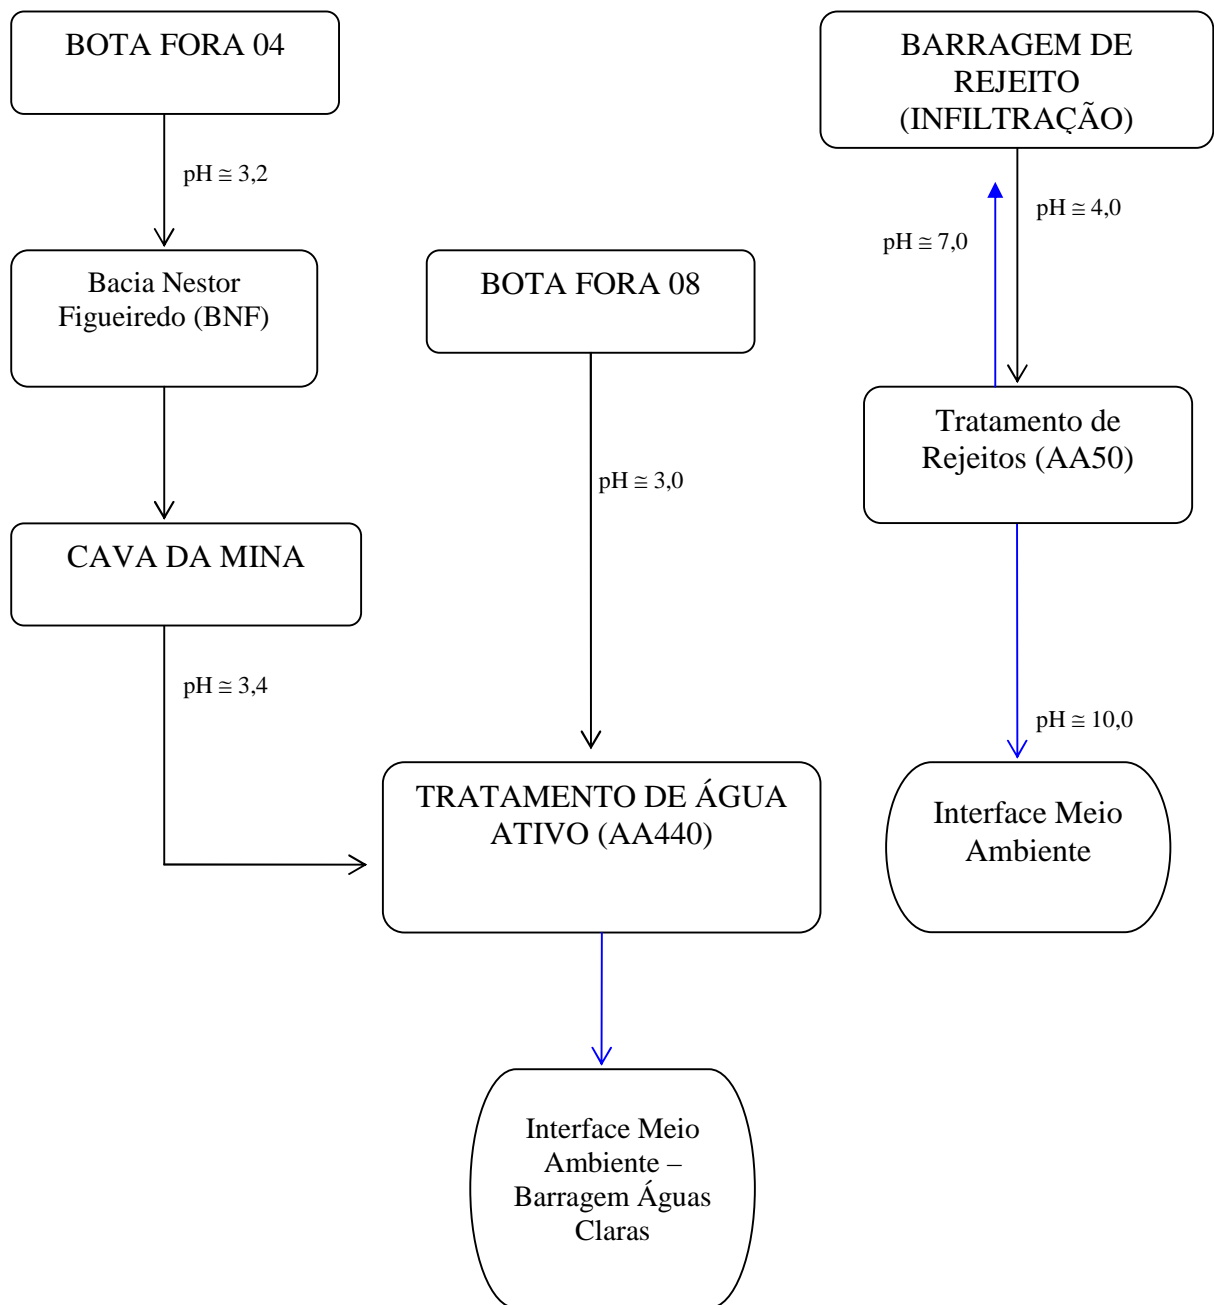 BOTA FORA 04
BARRAGEM DE
REJEITO
(INFILTRAÇÃO)
pH ≅ 3,2
pH ≅ 4,0
pH ≅ 7,0
Bacia Nestor
Figueiredo (BNF)
BOTA FORA 08
Tratamento de
Rejeitos (AA50)
pH ≅ 3,0
CAVA DA MINA
pH ≅ 3,4
pH ≅ 10,0
TRATAMENTO DE ÁGUA
ATIVO (AA440)
Interface Meio
Ambiente
Interface Meio
Ambiente –
Barragem Águas
Claras